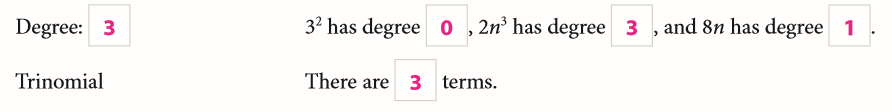 Degree: 3 3² has degree 0, 2n³ has degree 3, and 8n has degree 1.
Trinomial There are 3 terms.